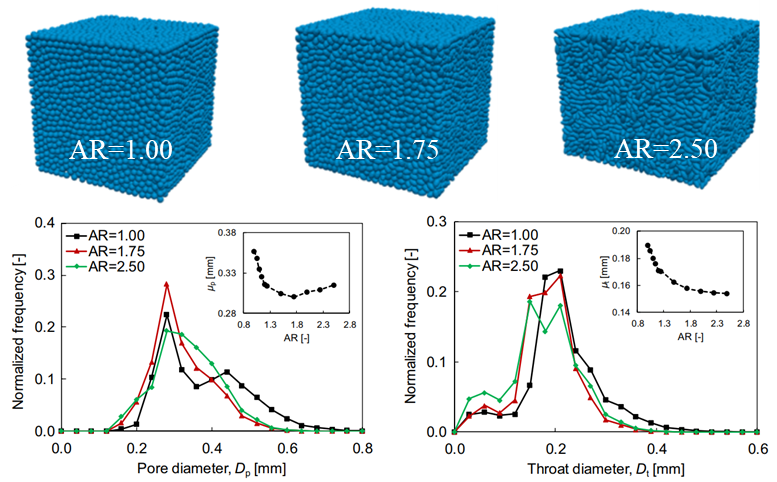 AR=1.00
AR=1.75
AR=2.50
0.4
0.3
0.2
0.1
0.0
Normalized frequency [-]
AR=1.00
AR=1.75
AR=2.50
0.38
0.33
0.28
μp [mm]
0.8 1.3 1.8 2.3 2.8
AR [-]
0.0 0.2 0.4 0.6 0.8
Pore diameter, Dp [mm]
0.3
0.2
0.1
0.0
Normalized frequency [-]
AR=1.00
AR=1.75
AR=2.50
0.20
0.18
0.16
0.14
μt [mm]
0.8 1.3 1.8 2.3 2.8
AR [-]
0.0 0.2 0.4 0.6
Throat diameter, Dt [mm]